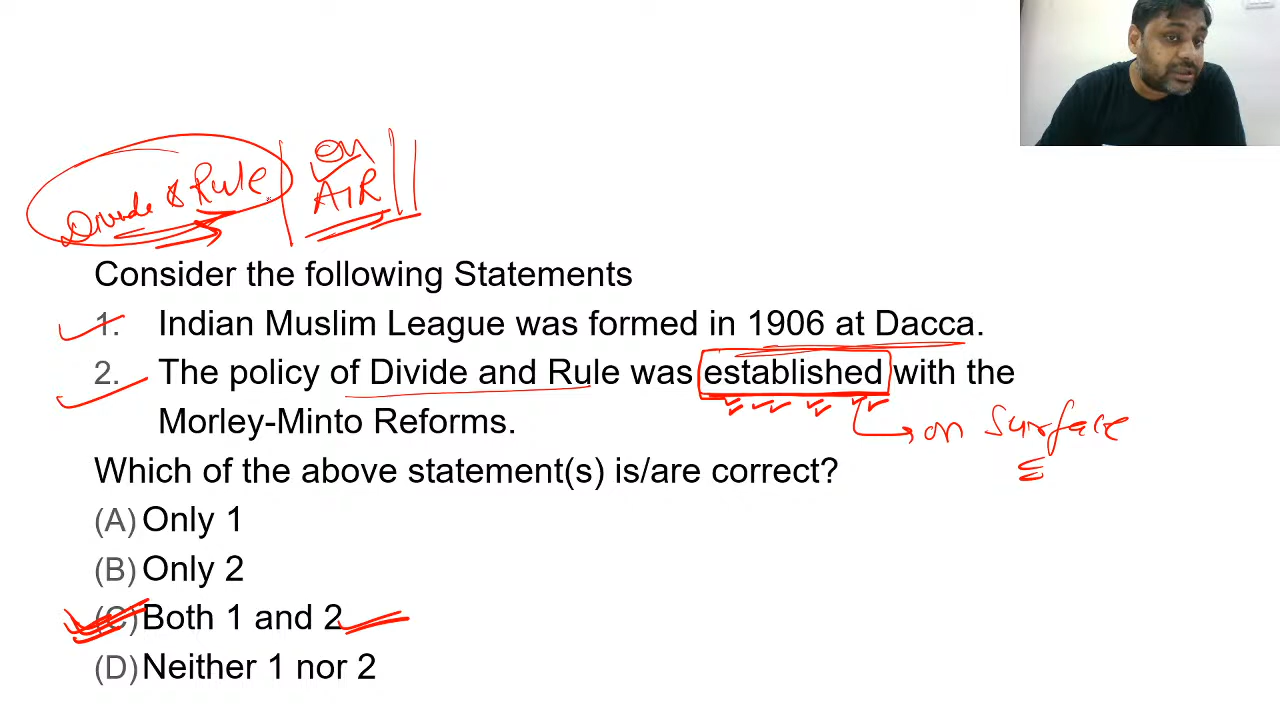 Divide & Rule
on
AIR
Consider the following Statements
1. Indian Muslim League was formed in 1906 at Dacca.
2. The policy of Divide and Rule was established with the
Morley-Minto Reforms.
on Surface
Which of the above statement(s) is/are correct?
(A) Only 1
(B) Only 2
(C) Both 1 and 2
(D) Neither 1 nor 2